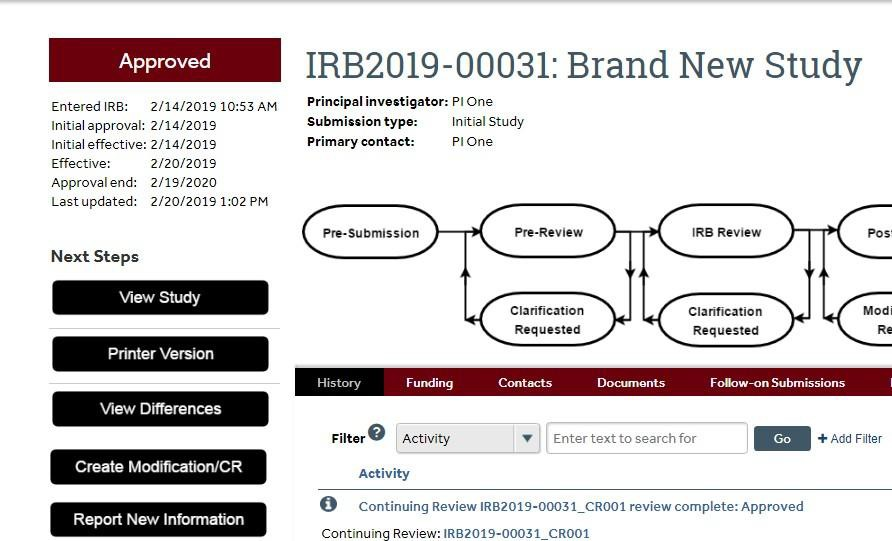 Approved
Entered IRB: 2/14/2019 10:53 AM
Initial approval: 2/14/2019
Initial effective: 2/14/2019
Effective: 2/20/2019
Approval end: 2/19/2020
Last updated: 2/20/2019 1:02 PM
Next Steps
View Study
Printer Version
View Differences
Create Modification/CR
Report New Information
IRB2019-00031: Brand New Study
Principal investigator: PI One
Submission type: Initial Study
Primary contact: PI One
Pre-Submission
Pre-Review
IRB Review
Pos
Clarification
Requested
Clarification
Requested
Modi
Re
History Funding Contacts Documents Follow-on Submissions
Filter ? Activity Enter text to search for Go + Add Filter
Activity
Continuing Review IRB2019-00031_CR001 review complete: Approved
Continuing Review: IRB2019-00031_CR001